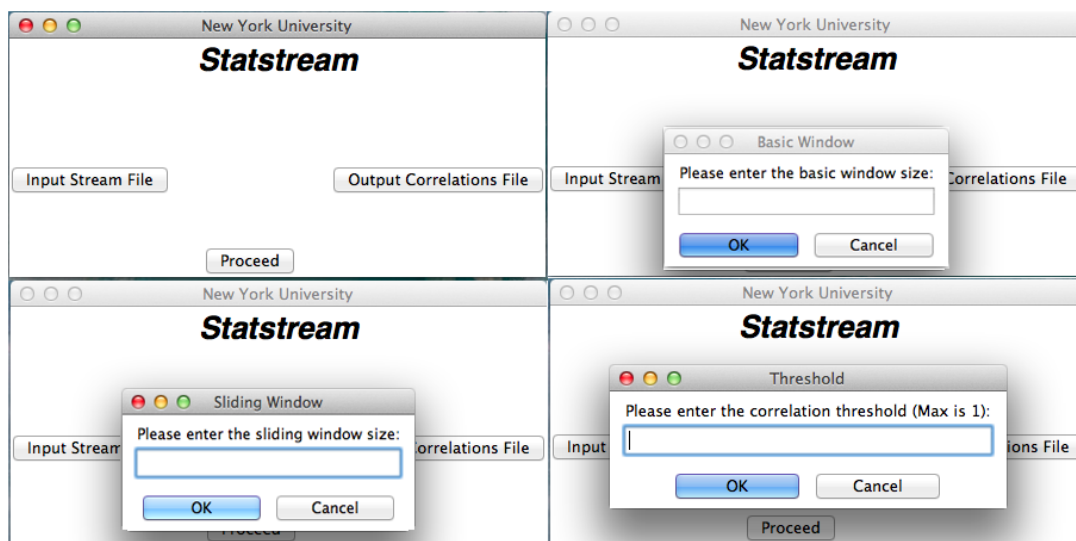 New York University
Statstream
Input Stream File
Output Correlations File
Proceed
New York University
Statstream
Basic Window
Please enter the basic window size:
Input Stream
Correlations File
OK
Cancel
New York University
Statstream
Sliding Window
Please enter the sliding window size:
Input Stream
Correlations File
OK
Cancel
Proceed
New York University
Statstream
Threshold
Please enter the correlation threshold (Max is 1):
Input
ions File
OK
Cancel
Proceed